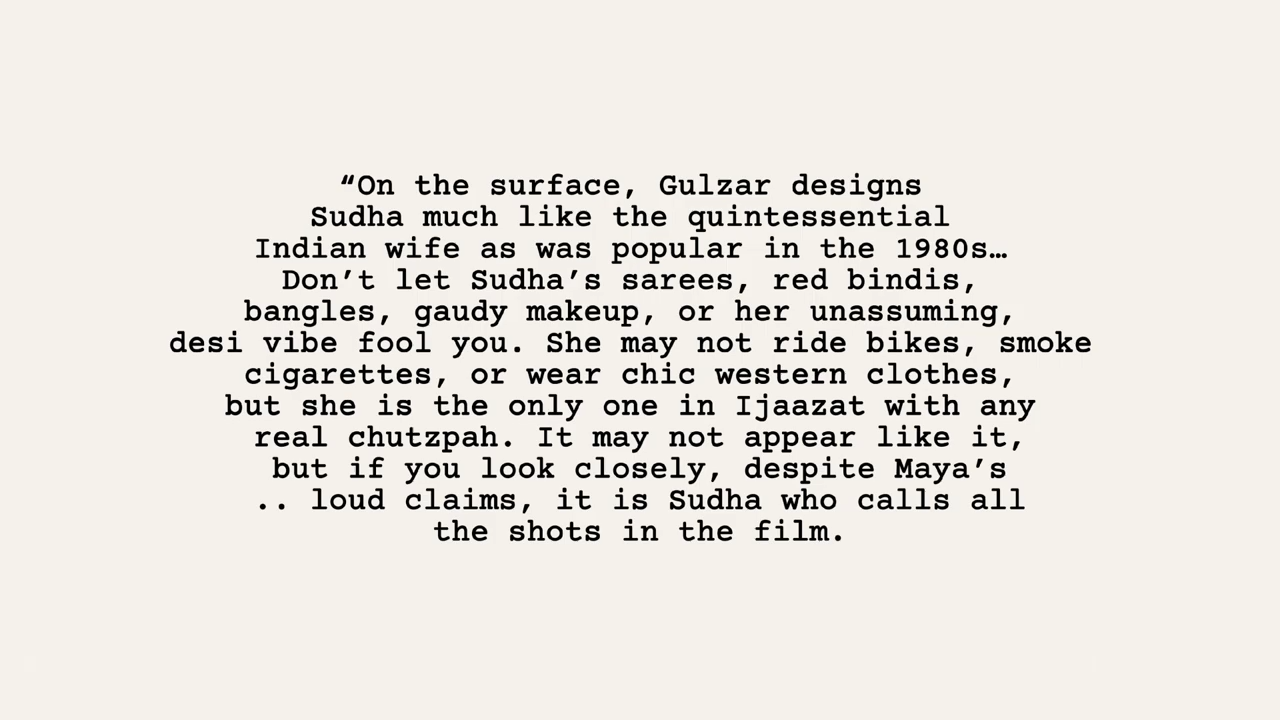 “On the surface, Gulzar designs
Sudha much like the quintessential
Indian wife as was popular in the 1980s…
Don’t let Sudha’s sarees, red bindis,
bangles, gaudy makeup, or her unassuming,
desi vibe fool you. She may not ride bikes, smoke
cigarettes, or wear chic western clothes,
but she is the only one in Ijaazat with any
real chutzpah. It may not appear like it,
but if you look closely, despite Maya’s
.. loud claims, it is Sudha who calls all
the shots in the film.